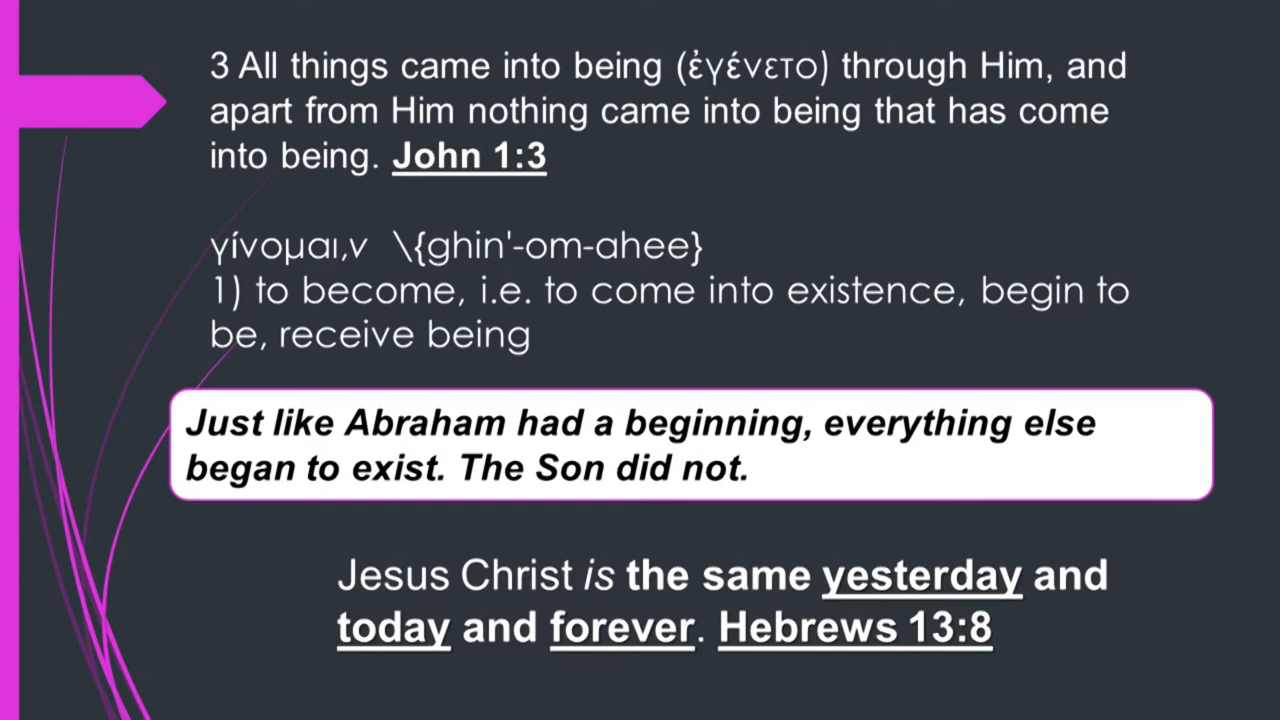 3 All things came into being (ἐγένετο) through Him, and
apart from Him nothing came into being that has come
into being. John 1:3
γίνομαι,v \{ghin'-om-ahee}
1) to become, i.e. to come into existence, begin to
be, receive being
Just like Abraham had a beginning, everything else
began to exist. The Son did not.
Jesus Christ is the same yesterday and
today and forever. Hebrews 13:8